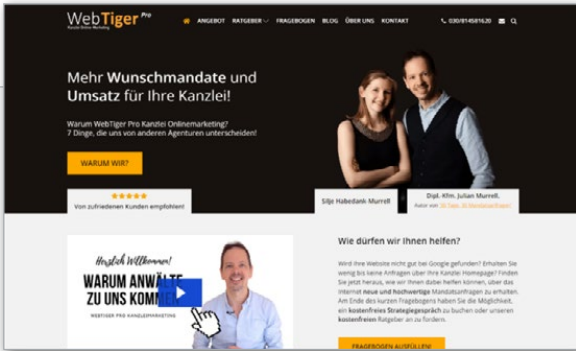 WebTiger Pro
Kanzlei Online-Marketing
ANGEBOT RATGEBER FRAGEBOGEN BLOG ÜBER UNS KONTAKT 030/814581620
Mehr Wunschmandate und
Umsatz für Ihre Kanzlei!
Warum WebTiger Pro Kanzlei Onlinemarketing?
7 Dinge, die uns von anderen Agenturen unterscheiden!
WARUM WIR?
Von zufriedenen Kunden empfohlen!
Silje Habedank Murrell
Dipl. Kfm. Julian Murrell,
Autor von
Herzlich Willkommen!
WARUM ANWÄLTE
ZU UNS KOMMEN
WEBTIGER PRO KANZLEIMARKETING
Wie dürfen wir Ihnen helfen?
Wird Ihre Website nicht gut bei Google gefunden? Erhalten Sie
wenig bis keine Anfragen über Ihre Kanzlei Homepage? Finden
Sie jetzt heraus, wie wir Ihnen dabei helfen können, über das
Internet neue und hochwertige Mandatsanfragen zu erhalten.
Am Ende des kurzen Fragebogens haben Sie die Möglichkeit,
ein kostenfreies Strategiegespräch zu buchen oder unseren
kostenfreien Ratgeber an zu fordern.
FRAGEBOGEN AUSFÜLLEN!